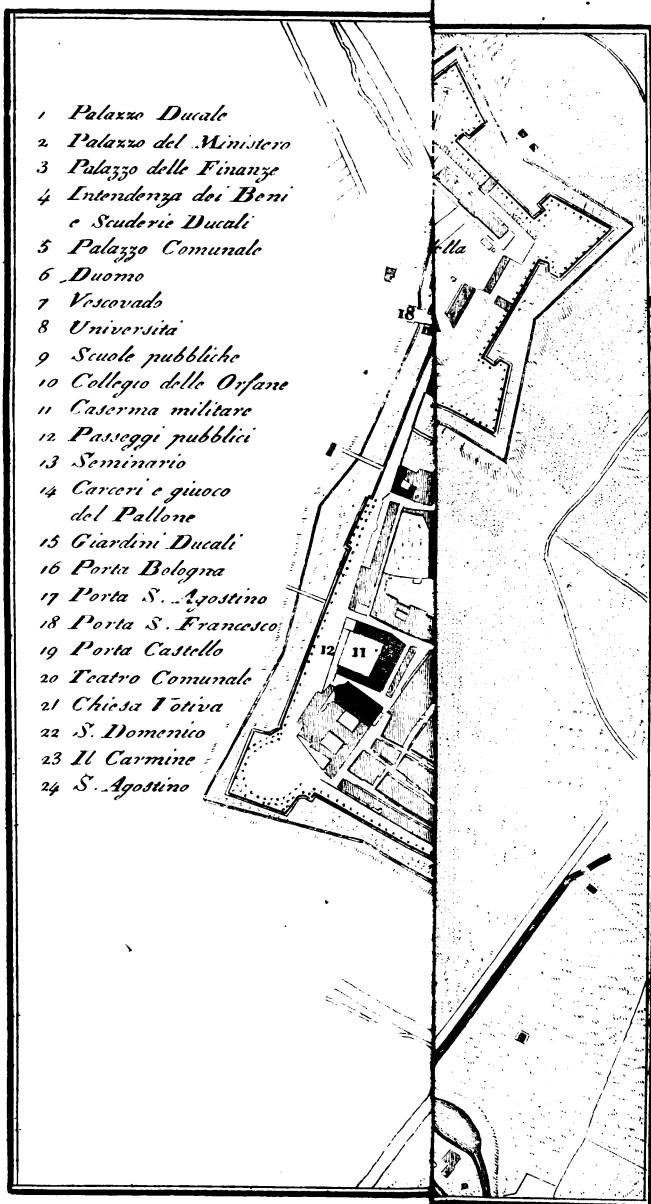 1 Palazzo Ducale
2 Palazzo del Ministero
3 Palazzo delle Finanze
4 Intendenza dei Beni
e Scuderie Ducali
5 Palazzo Comunale
6 Duomo
7 Vescovado
8 Università
9 Scuole pubbliche
10 Collegio delle Orfane
11 Caserma militare
12 Passeggi pubblici
13 Seminario
14 Carceri e giuoco
del Pallone
15 Giardini Ducali
16 Porta Bologna
17 Porta S. Agostino
18 Porta S. Francesco
19 Porta Castello
20 Teatro Comunale
21 Chiesa Votiva
22 S. Domenico
23 Il Carmine
24 S. Agostino
lla
18
12 11